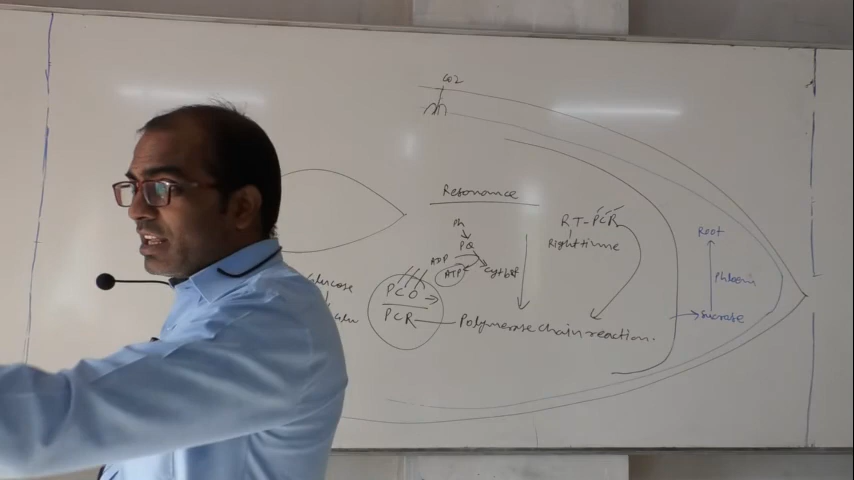 CO2
Resonance
Ph
PQ
ADP
ATP
Cyt b6f
RT-PCR
Right time
Root
Phloem
Sucrose
Glucose
Glu
PCO
PCR
Polymerase chain reaction.